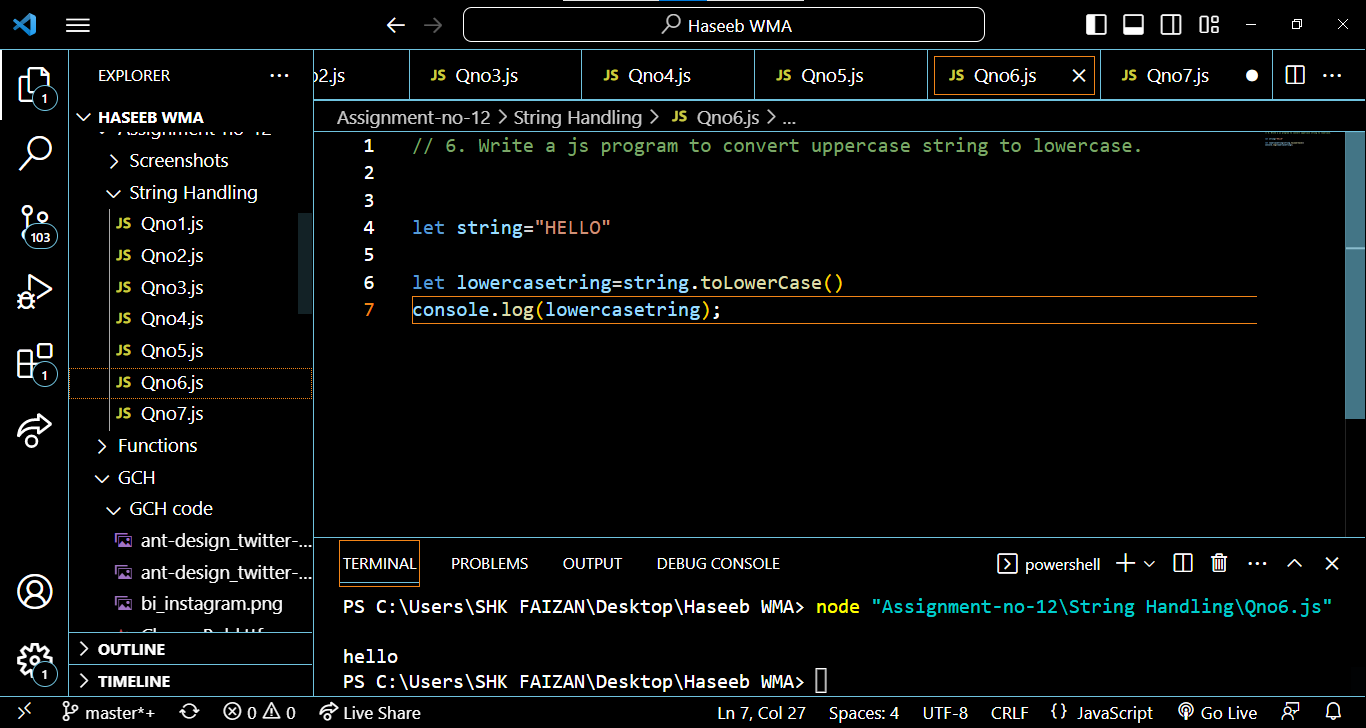 Haseeb WMA
EXPLORER
HASEEB WMA
Assignment-no-12
Screenshots
String Handling
JS Qno1.js
JS Qno2.js
JS Qno3.js
JS Qno4.js
JS Qno5.js
JS Qno6.js
JS Qno7.js
Functions
GCH
GCH code
ant-design_twitter-...
ant-design_twitter-...
bi_instagram.png
OUTLINE
TIMELINE
1
103
1
1
o2.js
JS Qno3.js
JS Qno4.js
JS Qno5.js
JS Qno6.js
JS Qno7.js
Assignment-no-12 > String Handling > JS Qno6.js > ...
1 // 6. Write a js program to convert uppercase string to lowercase.
2
3
4 let string="HELLO"
5
6 let lowercasetring=string.toLowerCase()
7 console.log(lowercasetring);
TERMINAL PROBLEMS OUTPUT DEBUG CONSOLE powershell
PS C:\Users\SHK FAIZAN\Desktop\Haseeb WMA> node "Assignment-no-12\String Handling\Qno6.js"
hello
PS C:\Users\SHK FAIZAN\Desktop\Haseeb WMA>
master*+ 0 0 Live Share Ln 7, Col 27 Spaces: 4 UTF-8 CRLF {} JavaScript Go Live